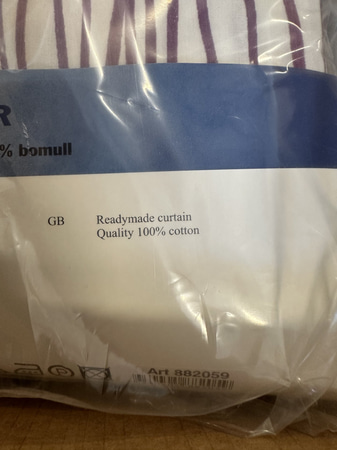 R
% bomull
GB Readymade curtain
Quality 100% cotton
P
Art 882059